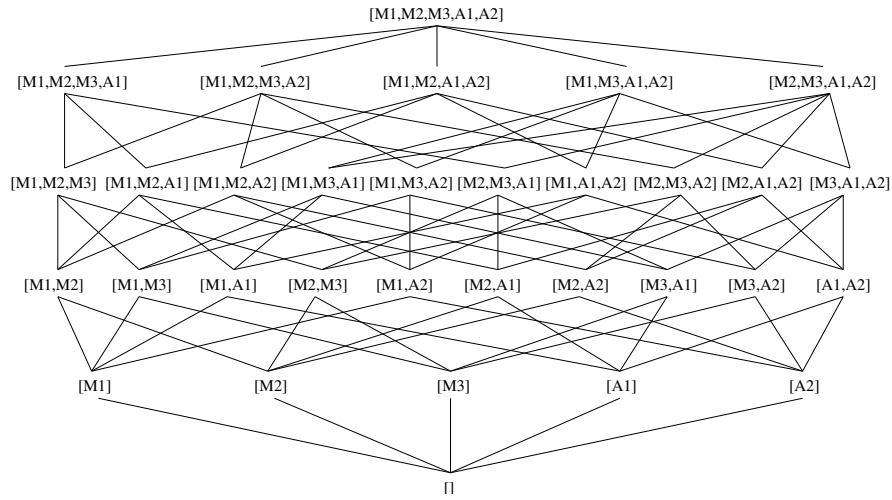 [M1,M2,M3,A1,A2]
[M1,M2,M3,A1] [M1,M2,M3,A2] [M1,M2,A1,A2] [M1,M3,A1,A2] [M2,M3,A1,A2]
[M1,M2,M3] [M1,M2,A1] [M1,M2,A2] [M1,M3,A1] [M1,M3,A2] [M2,M3,A1] [M1,A1,A2] [M2,M3,A2] [M2,A1,A2] [M3,A1,A2]
[M1,M2] [M1,M3] [M1,A1] [M2,M3] [M1,A2] [M2,A1] [M2,A2] [M3,A1] [M3,A2] [A1,A2]
[M1] [M2] [M3] [A1] [A2]
[]